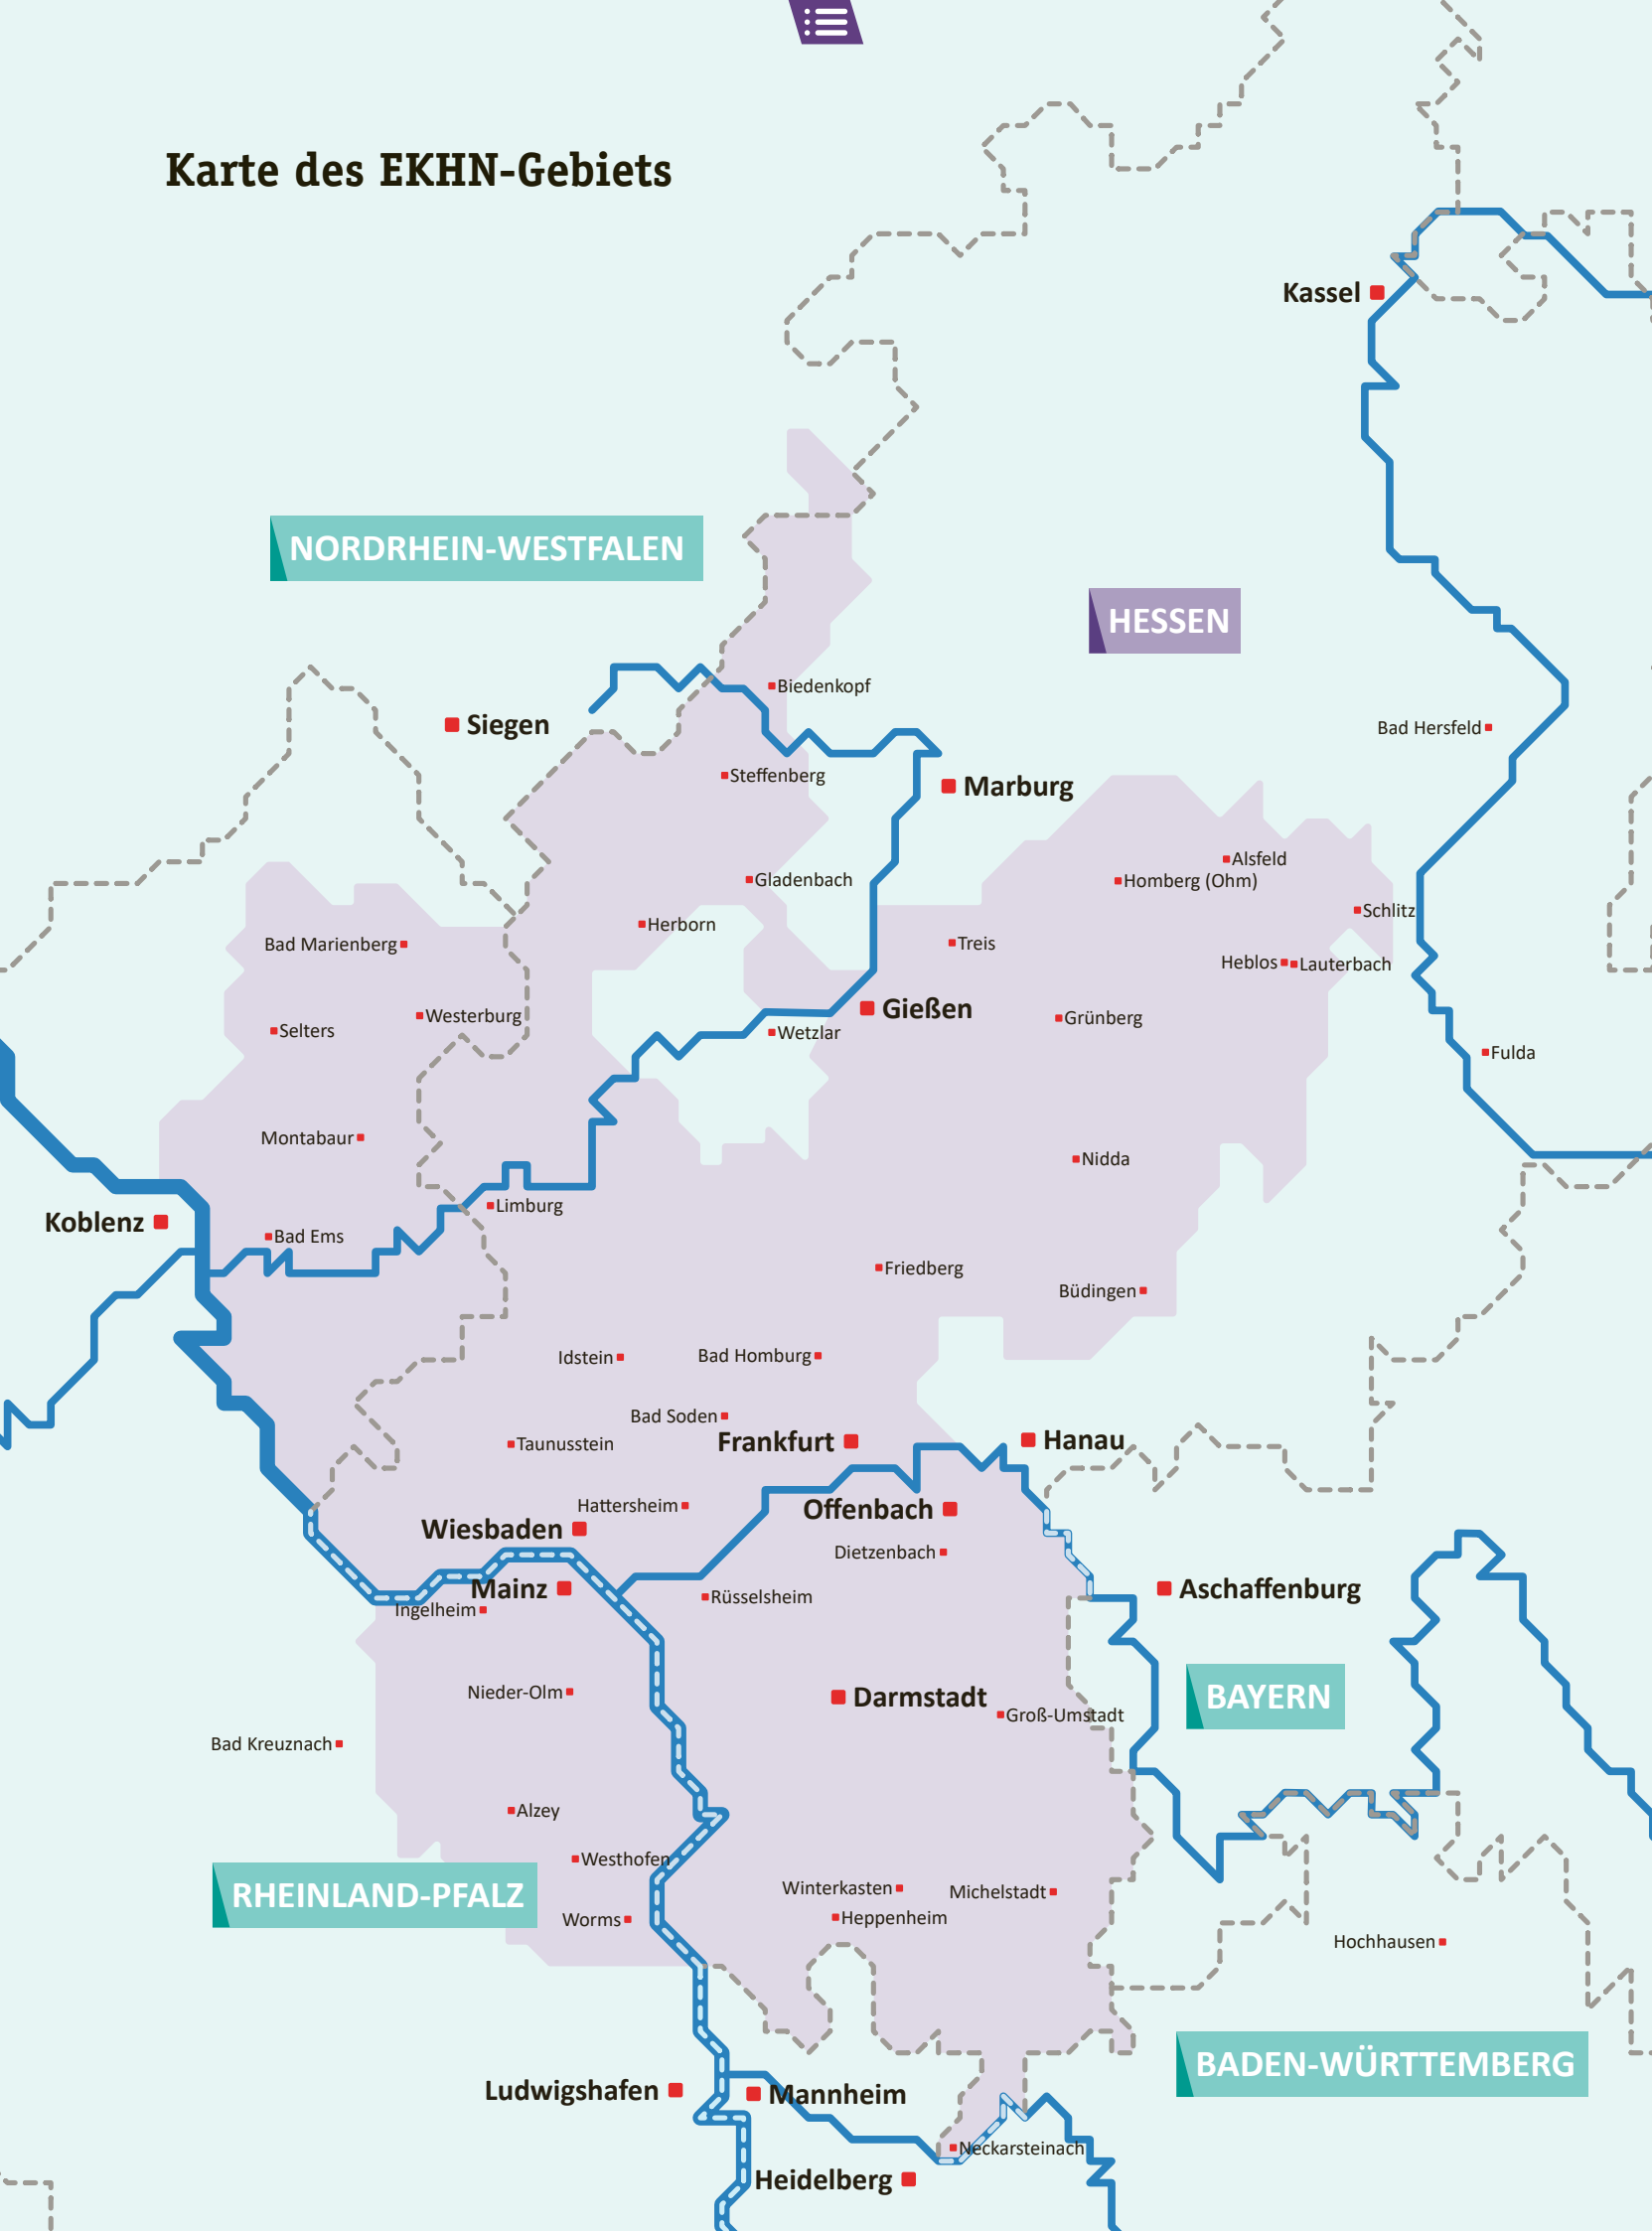 Karte des EKHN-Gebiets
Kassel
NORDRHEIN-WESTFALEN
HESSEN
Biedenkopf
Siegen
Bad Hersfeld
Steffenberg
Marburg
Alsfeld
Gladenbach
Homberg (Ohm)
Schlitz
Herborn
Bad Marienberg
Treis
Heblos
Lauterbach
Westerburg
Gießen
Grünberg
Selters
Wetzlar
Fulda
Montabaur
Nidda
Limburg
Koblenz
Bad Ems
Friedberg
Büdingen
Idstein
Bad Homburg
Bad Soden
Taunusstein
Frankfurt
Hanau
Hattersheim
Offenbach
Wiesbaden
Dietzenbach
Mainz
Rüsselsheim
Aschaffenburg
Ingelheim
Nieder-Olm
Darmstadt
BAYERN
Groß-Umstadt
Bad Kreuznach
Alzey
Westhofen
RHEINLAND-PFALZ
Winterkasten
Michelstadt
Worms
Heppenheim
Hochhausen
BADEN-WÜRTTEMBERG
Ludwigshafen
Mannheim
Neckarsteinach
Heidelberg